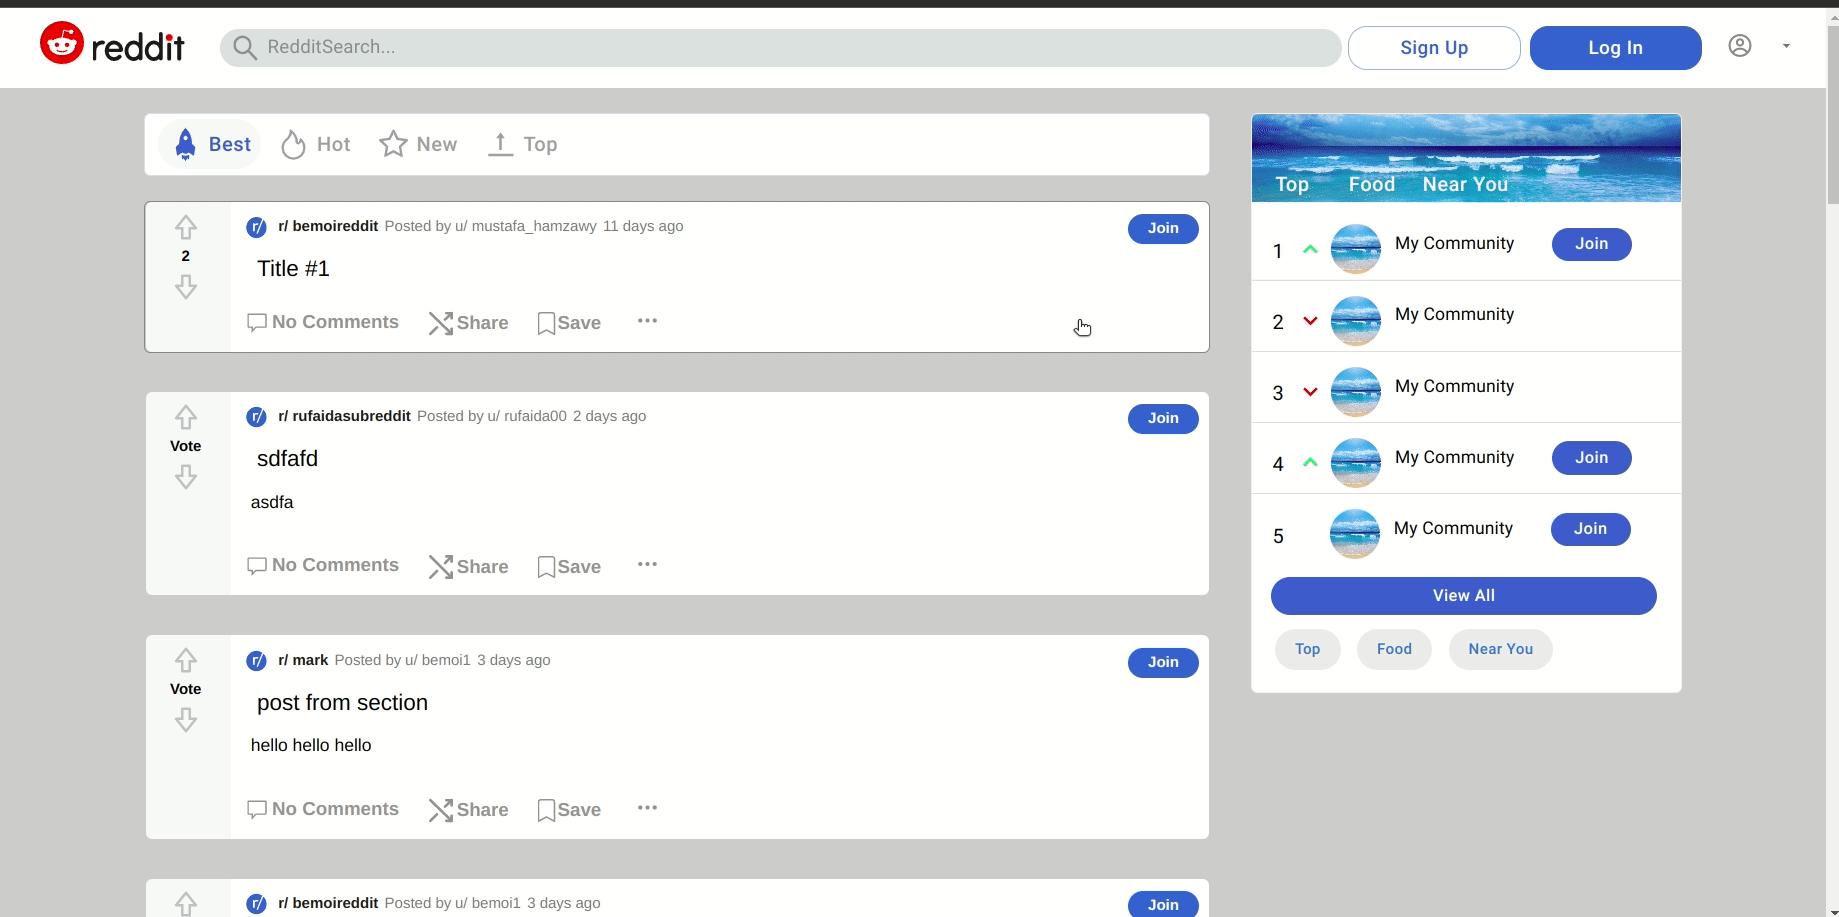 reddit RedditSearch... Sign Up Log In
Best Hot New Top
r/ bemoireddit Posted by u/ mustafa_hamzawy 11 days ago Join
2
Title #1
No Comments Share Save ...
r/ rufaidasubreddit Posted by u/ rufaida00 2 days ago Join
Vote
sdfafd
asdfa
No Comments Share Save ...
r/ mark Posted by u/ bemoi1 3 days ago Join
Vote
post from section
hello hello hello
No Comments Share Save ...
r/ bemoireddit Posted by u/ bemoi1 3 days ago Join
Top Food Near You
1 My Community Join
2 My Community
3 My Community
4 My Community Join
5 My Community Join
View All
Top Food Near You